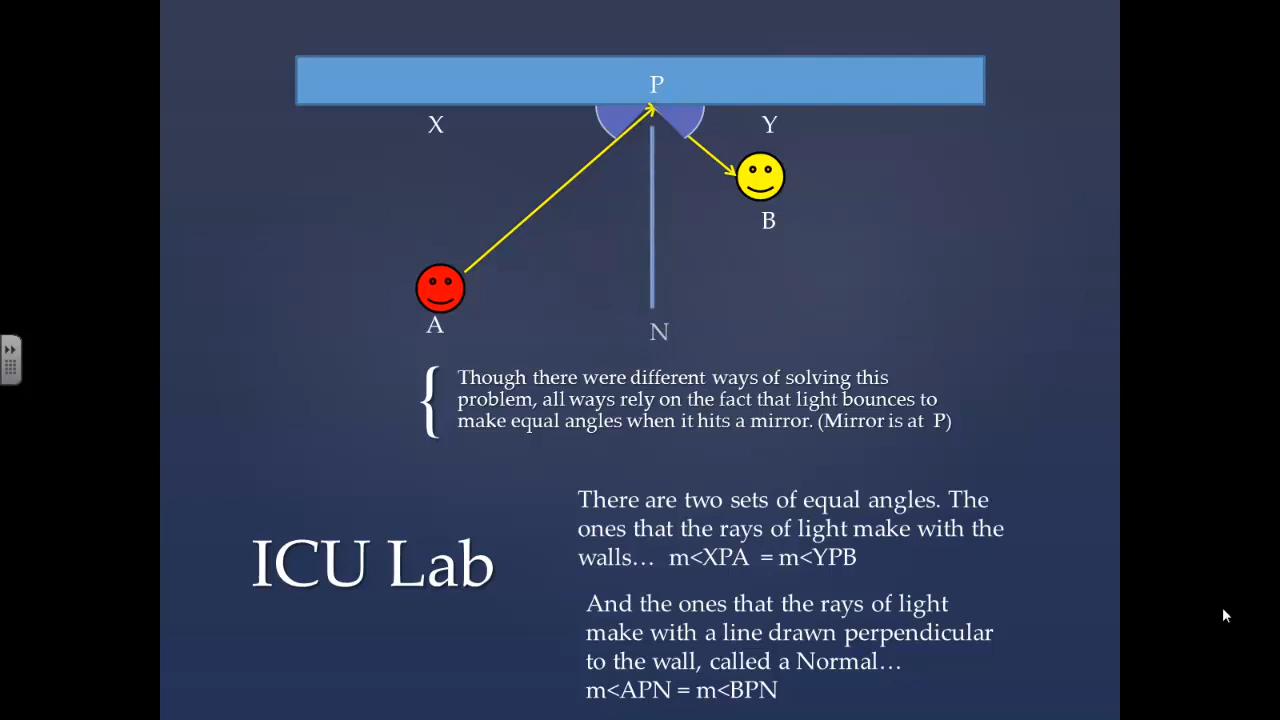 P
X
Y
B
A
N
Though there were different ways of solving this
problem, all ways rely on the fact that light bounces to
make equal angles when it hits a mirror. (Mirror is at P)
There are two sets of equal angles. The
ones that the rays of light make with the
walls… m<XPA = m<YPB
ICU Lab
And the ones that the rays of light
make with a line drawn perpendicular
to the wall, called a Normal…
m<APN = m<BPN